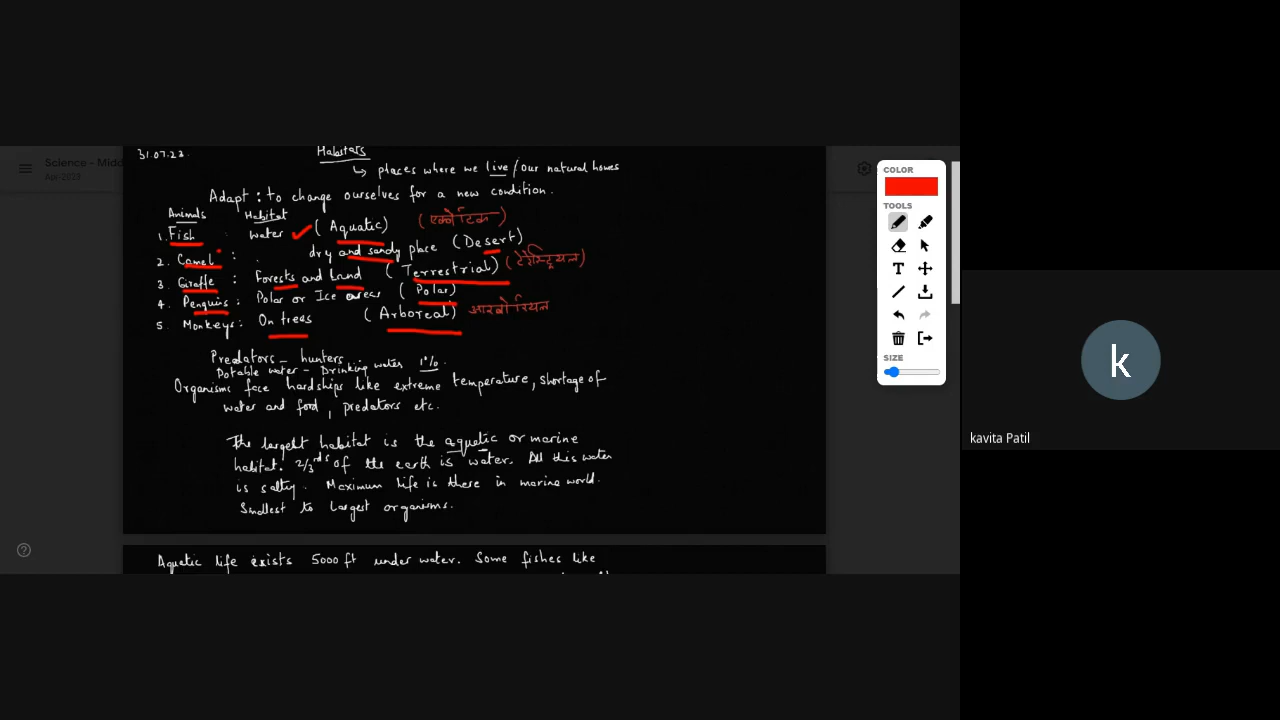 Science - Midd
Apr-2023
31.07.23.
Habitats
↳ places where we live/our natural homes
Adapt : to change ourselves for a new condition.
Animals Habitat
1. Fish : water ✓ (Aquatic) (एक्वेटिक)
2. Camel : dry and sandy place (Desert)
3. Giraffe : Forests and Land (Terrestrial) (टेरेस्ट्रियल)
4. Penguins : Polar or Ice areas (Polar)
5. Monkeys : On trees (Arboreal) आरबोरियल
Predators - hunters
Potable water - Drinking water 1%.
Organisms face hardships like extreme temperature, shortage of
water and food, predators etc.
The largest habitat is the aquatic or marine
habitat. 2/3rds of the earth is water. All this water
is salty. Maximum life is there in marine world.
Smallest to largest organisms.
Aquatic life exists 5000 ft under water. Some fishes like
COLOR
TOOLS
T
SIZE
k
kavita Patil